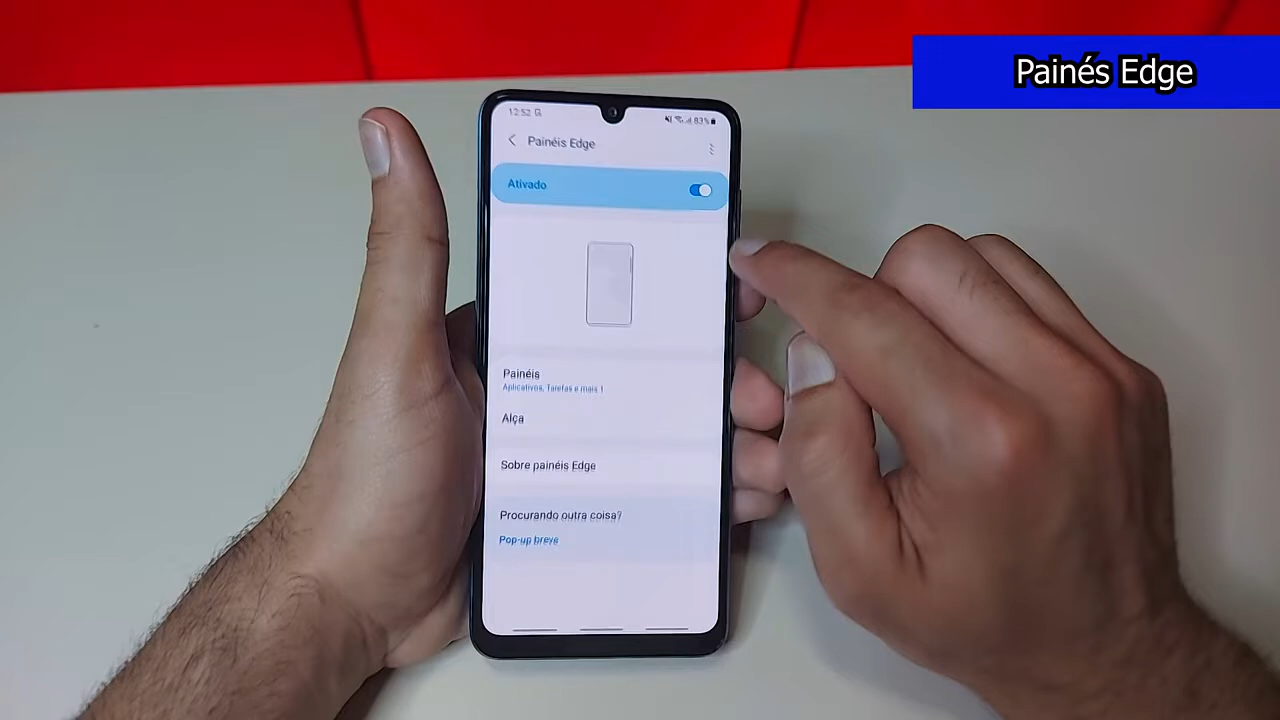 Painés Edge
12:52
83%
Painéis Edge
Ativado
Painéis
Aplicativos, Tarefas e mais 1
Alça
Sobre painéis Edge
Procurando outra coisa?
Pop-up breve